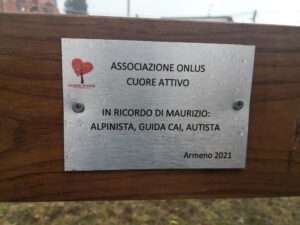 ASSOCIAZIONE ONLUS
CUORE ATTIVO
IN RICORDO DI MAURIZIO:
ALPINISTA, GUIDA CAI, AUTISTA
Armeno 2021